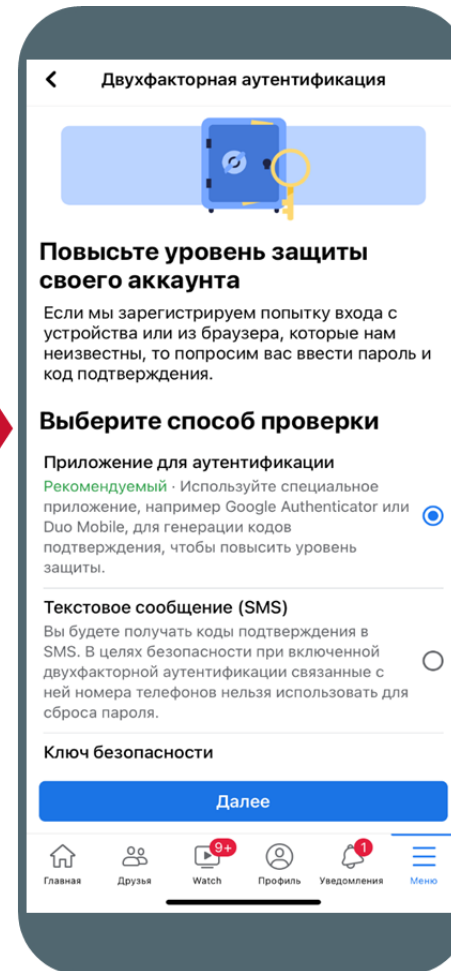 Двухфакторная аутентификация
Повысьте уровень защиты
своего аккаунта
Если мы зарегистрируем попытку входа с
устройства или из браузера, которые нам
неизвестны, то попросим вас ввести пароль и
код подтверждения.
Выберите способ проверки
Приложение для аутентификации
Рекомендуемый · Используйте специальное
приложение, например Google Authenticator или
Duo Mobile, для генерации кодов
подтверждения, чтобы повысить уровень
защиты.
Текстовое сообщение (SMS)
Вы будете получать коды подтверждения в
SMS. В целях безопасности при включенной
двухфакторной аутентификации связанные с
ней номера телефонов нельзя использовать для
сброса пароля.
Ключ безопасности
Далее
9+ 1
Главная Друзья Watch Профиль Уведомления Меню